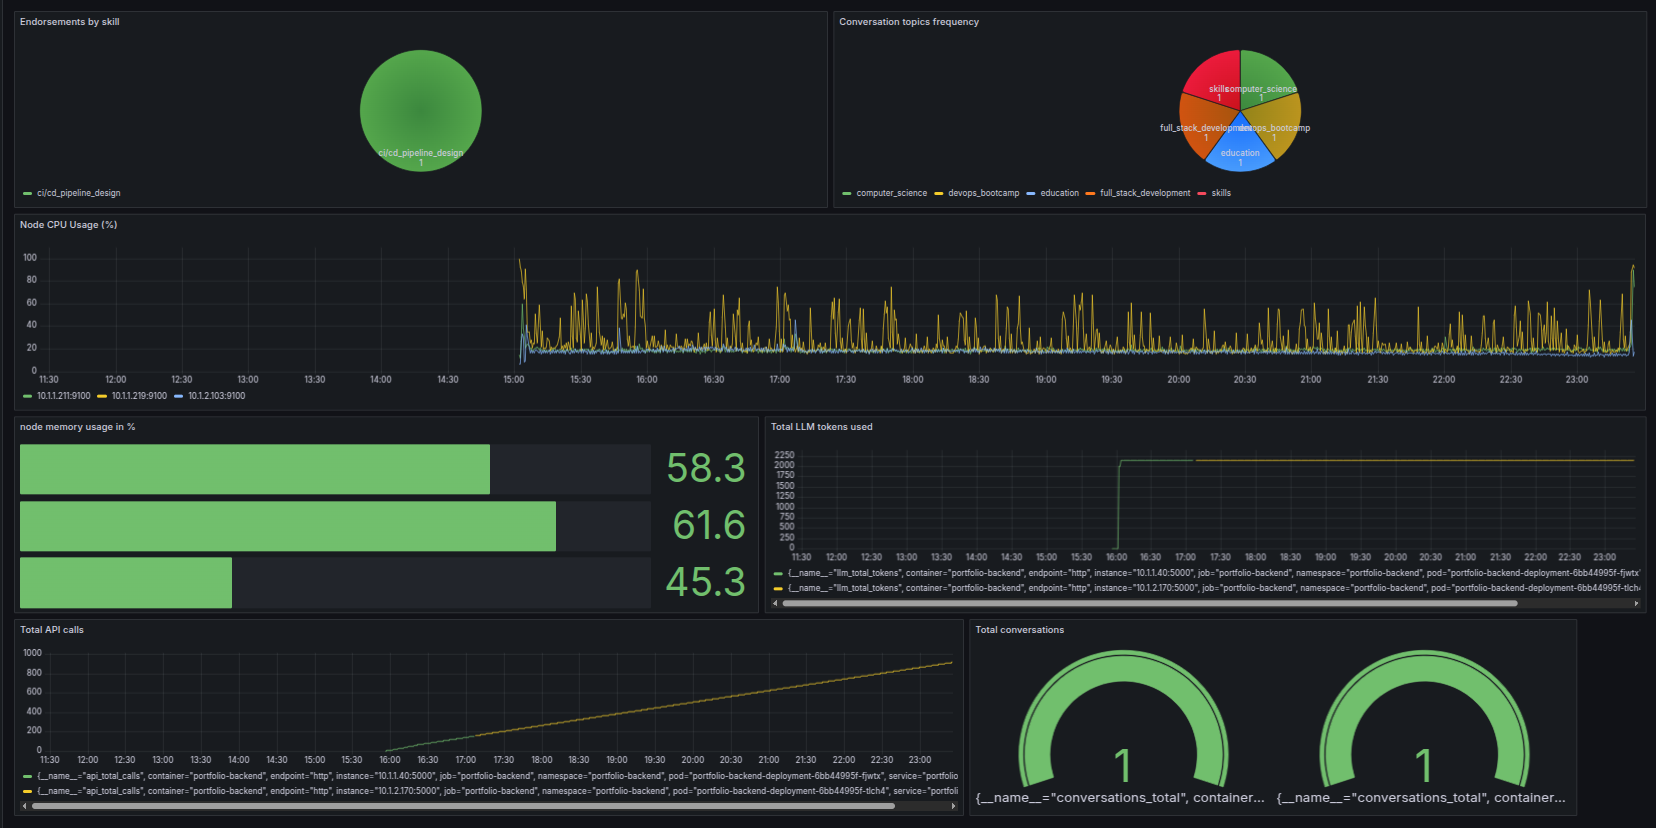 Endorsements by skill
ci/cd_pipeline_design
1
ci/cd_pipeline_design
Conversation topics frequency
skills
1
computer_science
1
full_stack_development
1
devops_bootcamp
1
education
1
computer_science devops_bootcamp education full_stack_development skills
Node CPU Usage (%)
100
80
60
40
20
0
11:30 12:00 12:30 13:00 13:30 14:00 14:30 15:00 15:30 16:00 16:30 17:00 17:30 18:00 18:30 19:00 19:30 20:00 20:30 21:00 21:30 22:00 22:30 23:00
10.1.1.211:9100 10.1.1.219:9100 10.1.2.103:9100
node memory usage in %
58.3
61.6
45.3
Total LLM tokens used
2250
2000
1750
1500
1250
1000
750
500
250
0
11:30 12:00 12:30 13:00 13:30 14:00 14:30 15:00 15:30 16:00 16:30 17:00 17:30 18:00 18:30 19:00 19:30 20:00 20:30 21:00 21:30 22:00 22:30 23:00
{__name__="llm_total_tokens", container="portfolio-backend", endpoint="http", instance="10.1.1.40:5000", job="portfolio-backend", namespace="portfolio-backend", pod="portfolio-backend-deployment-6bb44995f-fjwtx"
{__name__="llm_total_tokens", container="portfolio-backend", endpoint="http", instance="10.1.2.170:5000", job="portfolio-backend", namespace="portfolio-backend", pod="portfolio-backend-deployment-6bb44995f-tlch4
Total API calls
1000
800
600
400
200
0
11:30 12:00 12:30 13:00 13:30 14:00 14:30 15:00 15:30 16:00 16:30 17:00 17:30 18:00 18:30 19:00 19:30 20:00 20:30 21:00 21:30 22:00 22:30 23:00
{__name__="api_total_calls", container="portfolio-backend", endpoint="http", instance="10.1.1.40:5000", job="portfolio-backend", namespace="portfolio-backend", pod="portfolio-backend-deployment-6bb44995f-fjwtx", service="portfolio
{__name__="api_total_calls", container="portfolio-backend", endpoint="http", instance="10.1.2.170:5000", job="portfolio-backend", namespace="portfolio-backend", pod="portfolio-backend-deployment-6bb44995f-tlch4", service="portfoli
Total conversations
1
{__name__="conversations_total", container...
1
{__name__="conversations_total", container...